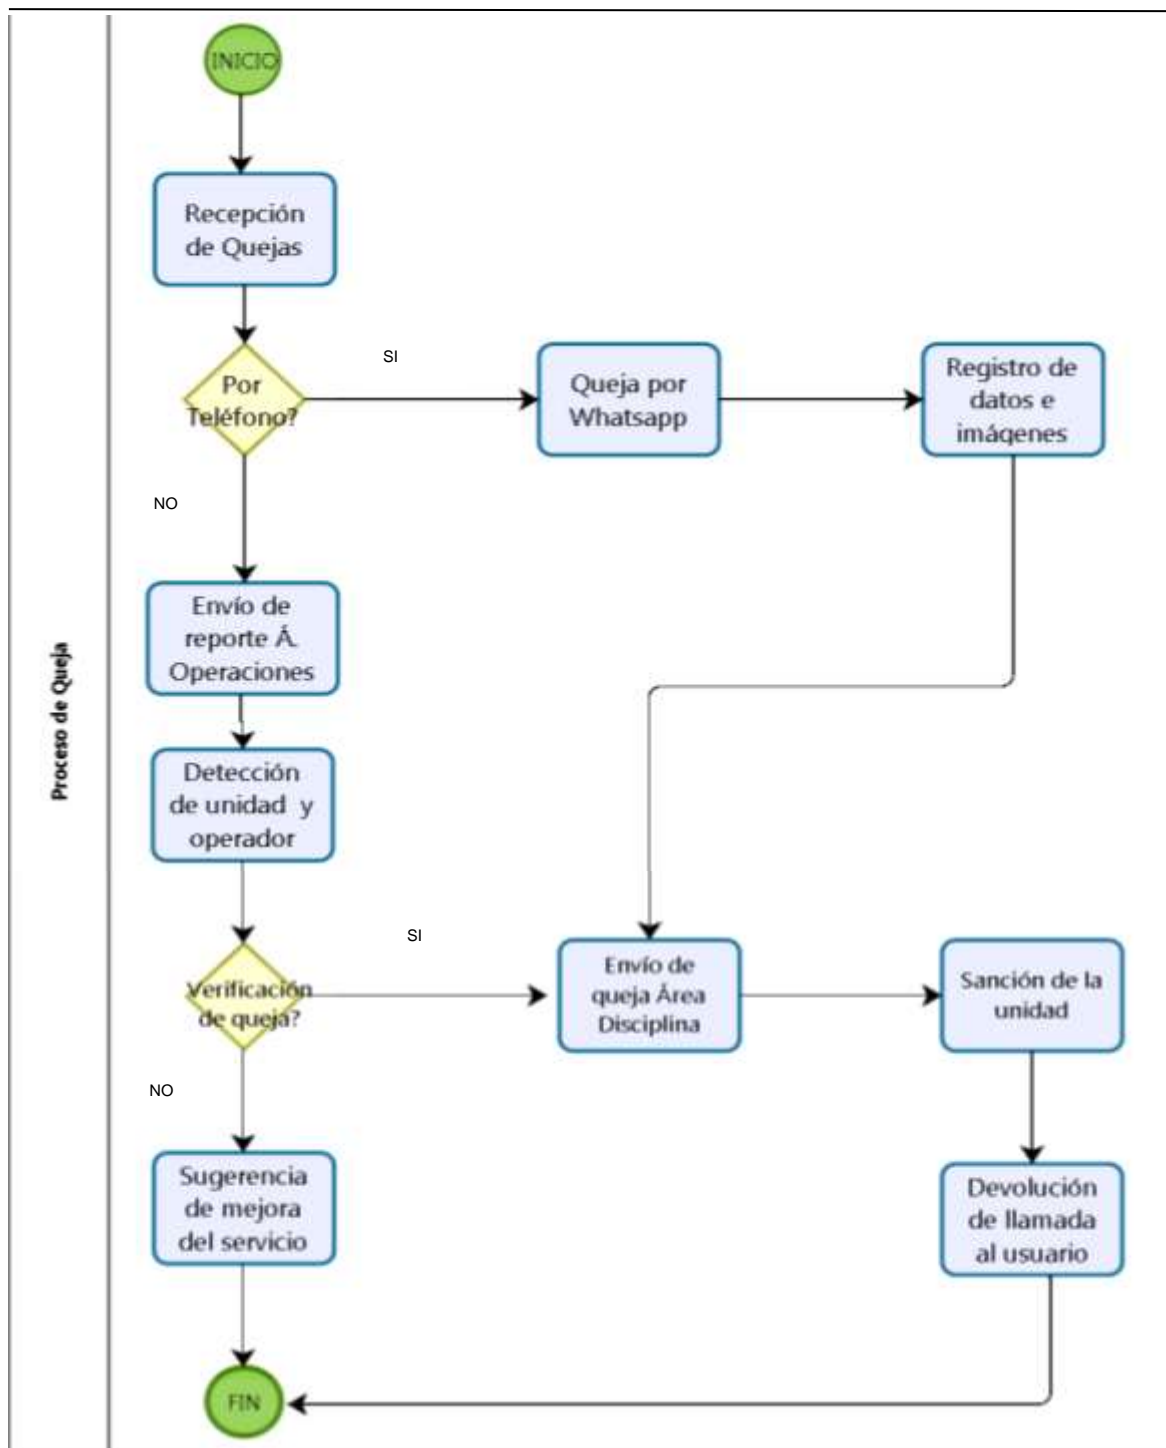 INICIO
Recepción
de Quejas
Por
Teléfono?
SI
Queja por
Whatsapp
Registro de
datos e
imágenes
NO
Envío de
reporte Á.
Operaciones
Proceso de Queja
Detección
de unidad y
operador
Verificación
de queja?
SI
Envío de
queja Área
Disciplina
Sanción de la
unidad
NO
Sugerencia
de mejora
del servicio
Devolución
de llamada
al usuario
FIN